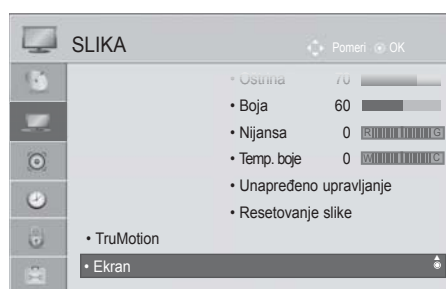 SLIKA
Pomeri OK
• Oštrina 70
• Boja 60
• Nijansa 0 R G
• Temp. boje 0 W C
• Unapređeno upravljanje
• Resetovanje slike
• TruMotion
• Ekran